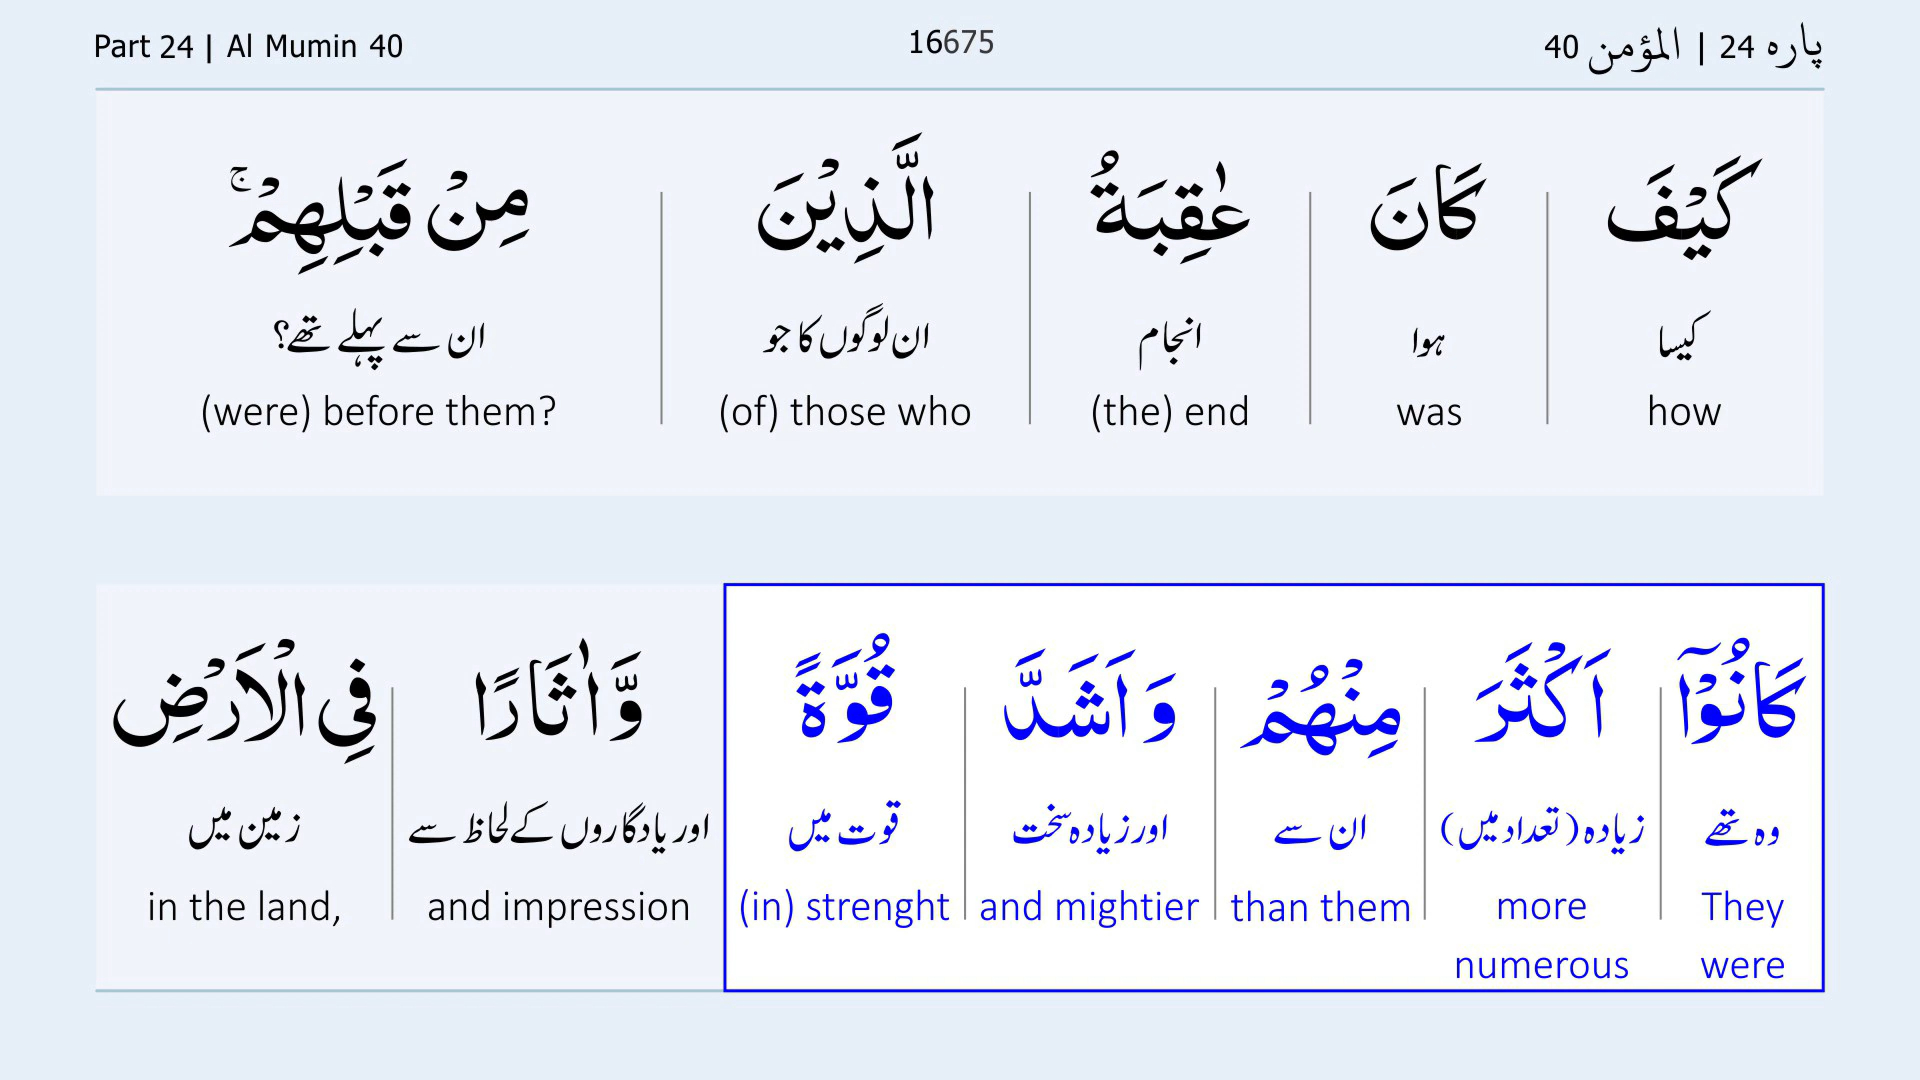 Part 24 | Al Mumin 40
16675
پارہ 24 | المؤمن 40
كَيْفَ كَانَ عٰقِبَةُ الَّذِيْنَ مِنْ قَبْلِهِمْ ۚ
کیسا ہوا انجام ان لوگوں کا جو ان سے پہلے تھے؟
how was (the) end (of) those who (were) before them?
كَانُوْۤا اَكْثَرَ مِنْهُمْ وَ اَشَدَّ قُوَّةً وَّ اٰثَارًا فِي الْاَرْضِ
وہ تھے زیادہ (تعداد میں) ان سے اور زیادہ سخت قوت میں اور یادگاروں کے لحاظ سے زمین میں
They were more numerous than them and mightier (in) strenght and impression in the land,